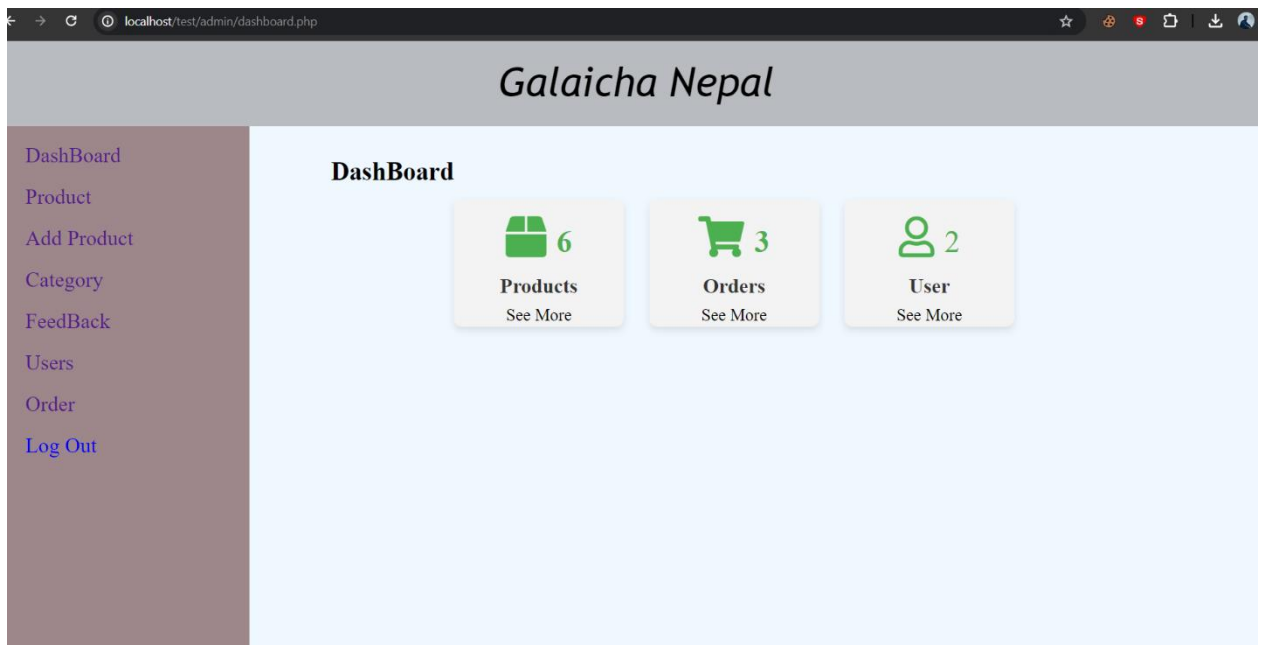 localhost/test/admin/dashboard.php
S
Galaicha Nepal
DashBoard
Product
Add Product
Category
FeedBack
Users
Order
Log Out
DashBoard
6
Products
See More
3
Orders
See More
2
User
See More